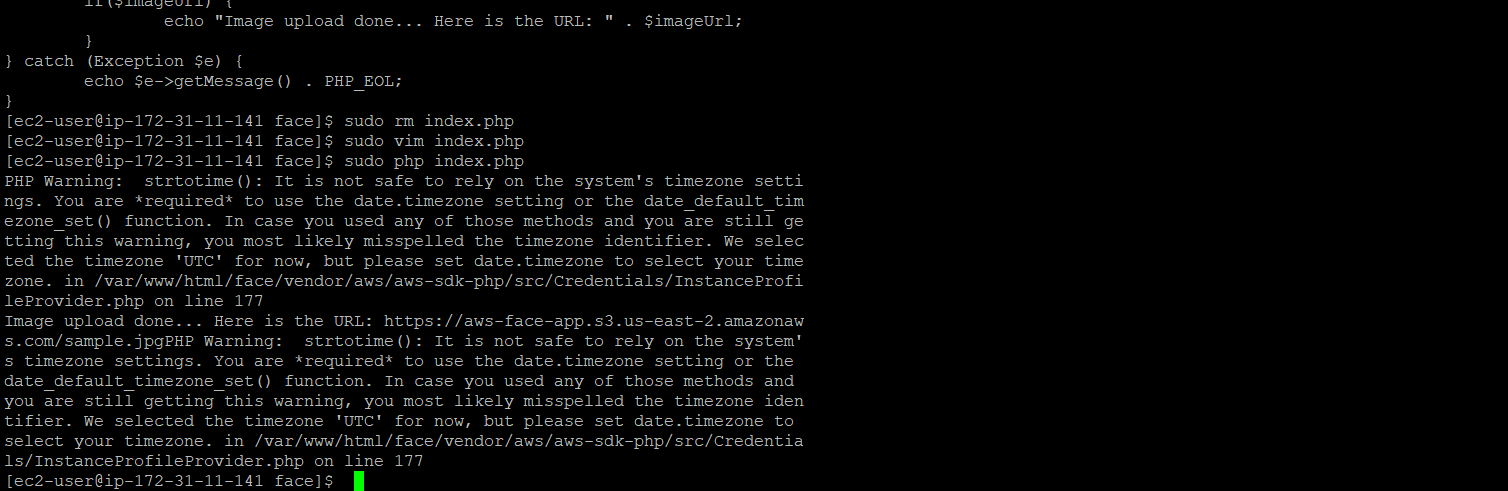 if($imageUrl) {
echo "Image upload done... Here is the URL: " . $imageUrl;
}
} catch (Exception $e) {
echo $e->getMessage() . PHP_EOL;
}
[ec2-user@ip-172-31-11-141 face]$ sudo rm index.php
[ec2-user@ip-172-31-11-141 face]$ sudo vim index.php
[ec2-user@ip-172-31-11-141 face]$ sudo php index.php
PHP Warning:  strtotime(): It is not safe to rely on the system's timezone setti
ngs. You are *required* to use the date.timezone setting or the date_default_tim
ezone_set() function. In case you used any of those methods and you are still ge
tting this warning, you most likely misspelled the timezone identifier. We selec
ted the timezone 'UTC' for now, but please set date.timezone to select your time
zone. in /var/www/html/face/vendor/aws/aws-sdk-php/src/Credentials/InstanceProfi
leProvider.php on line 177
Image upload done... Here is the URL: https://aws-face-app.s3.us-east-2.amazonaw
s.com/sample.jpgPHP Warning:  strtotime(): It is not safe to rely on the system'
s timezone settings. You are *required* to use the date.timezone setting or the
date_default_timezone_set() function. In case you used any of those methods and
you are still getting this warning, you most likely misspelled the timezone iden
tifier. We selected the timezone 'UTC' for now, but please set date.timezone to
select your timezone. in /var/www/html/face/vendor/aws/aws-sdk-php/src/Credentia
ls/InstanceProfileProvider.php on line 177
[ec2-user@ip-172-31-11-141 face]$